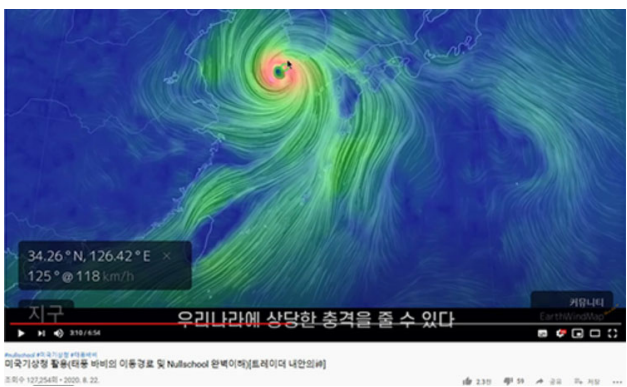 34.26° N, 126.42° E ×
125° @ 118 km/h
지구
커뮤니티
EarthWindMap
우리나라에 상당한 충격을 줄 수 있다
3:10 / 6:54
#nullschool #미국기상청 #태풍바비
미국기상청 활용(태풍 바비의 이동경로 및 Nullschool 완벽이해)[트레이더 내안의神]
조회수 127,254회 • 2020. 8. 22.
2.3천 59 공유 저장 ...